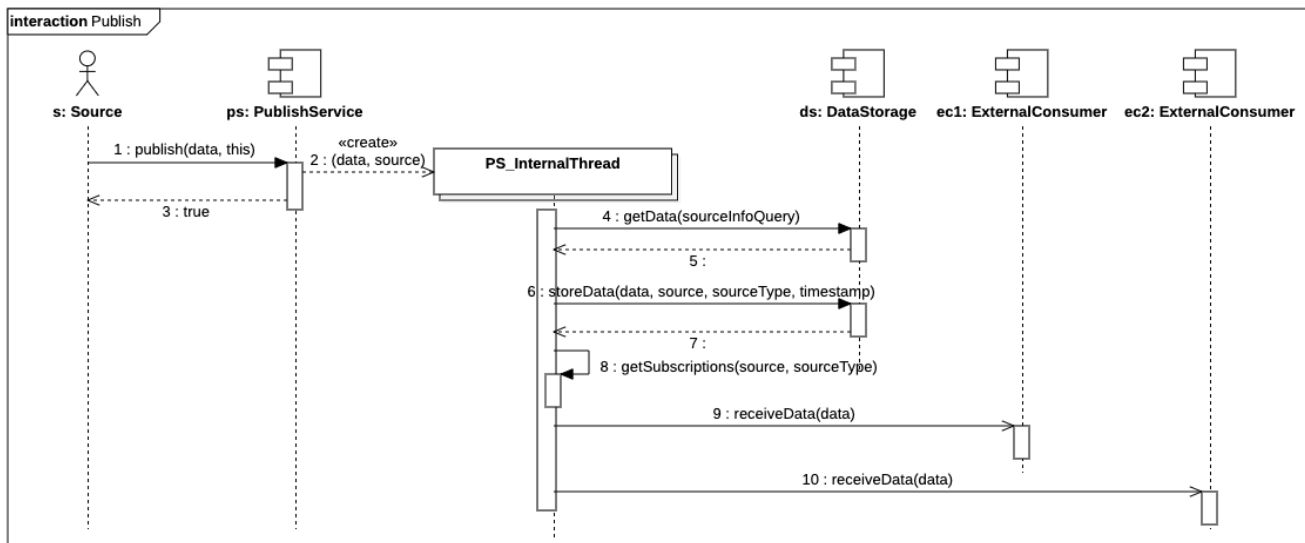 interaction Publish
s: Source
ps: PublishService
ds: DataStorage
ec1: ExternalConsumer
ec2: ExternalConsumer
1 : publish(data, this)
«create»
2 : (data, source)
PS_InternalThread
3 : true
4 : getData(sourceInfoQuery)
5 :
6 : storeData(data, source, sourceType, timestamp)
7 :
8 : getSubscriptions(source, sourceType)
9 : receiveData(data)
10 : receiveData(data)